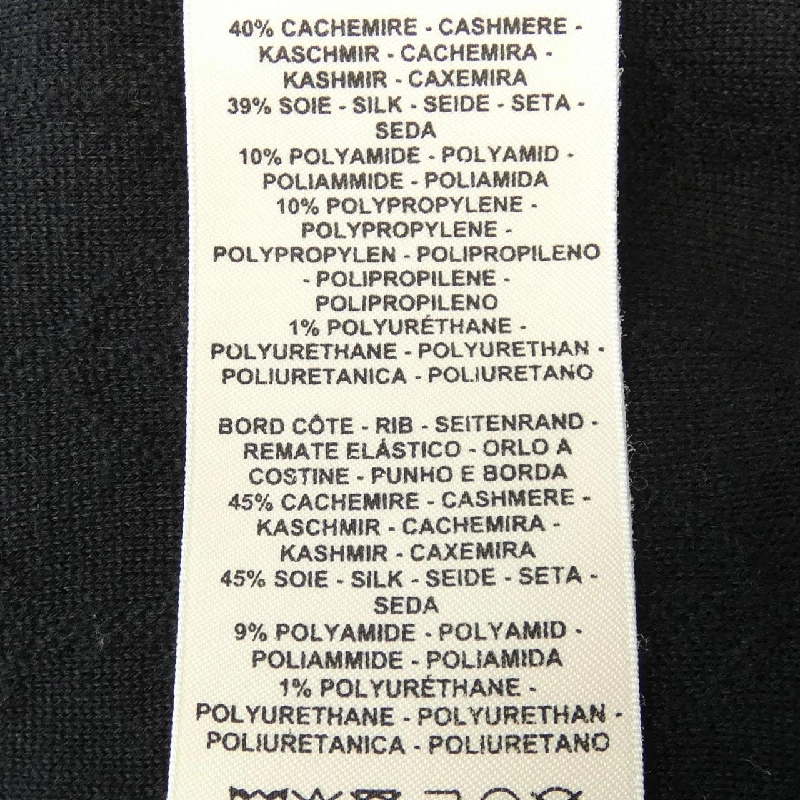 40% CACHEMIRE - CASHMERE -
KASCHMIR - CACHEMIRA -
KASHMIR - CAXEMIRA
39% SOIE - SILK - SEIDE - SETA -
SEDA
10% POLYAMIDE - POLYAMID -
POLIAMMIDE - POLIAMIDA
10% POLYPROPYLENE -
POLYPROPYLENE -
POLYPROPYLEN - POLIPROPILENO
- POLIPROPILENE -
POLIPROPILENO
1% POLYURÉTHANE -
POLYURETHANE - POLYURETHAN -
POLIURETANICA - POLIURETANO
BORD CÔTE - RIB - SEITENRAND -
REMATE ELÁSTICO - ORLO A
COSTINE - PUNHO E BORDA
45% CACHEMIRE - CASHMERE -
KASCHMIR - CACHEMIRA -
KASHMIR - CAXEMIRA
45% SOIE - SILK - SEIDE - SETA -
SEDA
9% POLYAMIDE - POLYAMID -
POLIAMMIDE - POLIAMIDA
1% POLYURÉTHANE -
POLYURETHANE - POLYURETHAN -
POLIURETANICA - POLIURETANO